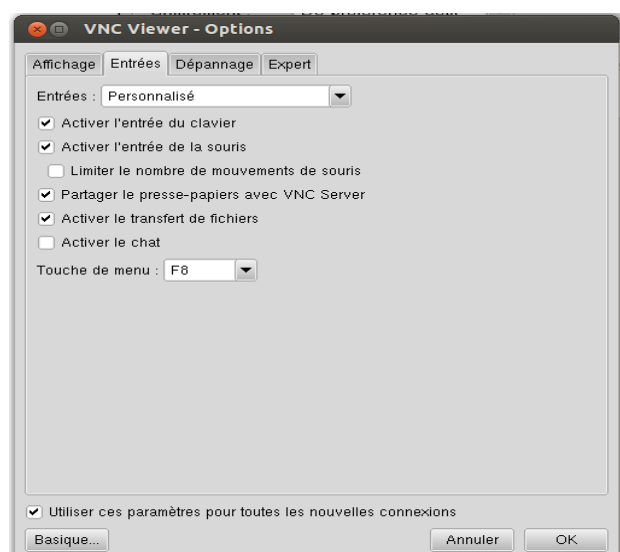 VNC Viewer - Options
Affichage Entrées Dépannage Expert
Entrées : Personnalisé
Activer l'entrée du clavier
Activer l'entrée de la souris
Limiter le nombre de mouvements de souris
Partager le presse-papiers avec VNC Server
Activer le transfert de fichiers
Activer le chat
Touche de menu : F8
Utiliser ces paramètres pour toutes les nouvelles connexions
Basique... Annuler OK